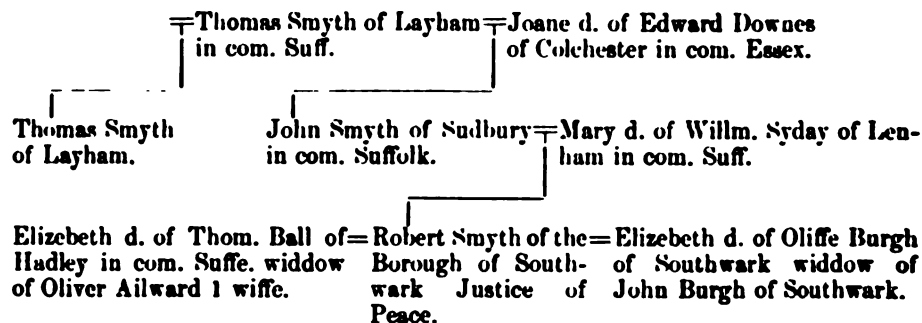 Thomas Smyth of Layham
in com. Suff.
Joane d. of Edward Downes
of Colchester in com. Essex.
Thomas Smyth
of Layham.
John Smyth of Sudbury
in com. Suffolk.
Mary d. of Willm. Syday of Len-
ham in com. Suff.
Elizebeth d. of Thom. Ball of
Hadley in com. Suffe. widdow
of Oliver Ailward 1 wiffe.
Robert Smyth of the
Borough of South-
wark Justice of
Peace.
Elizebeth d. of Oliffe Burgh
of Southwark widdow of
John Burgh of Southwark.